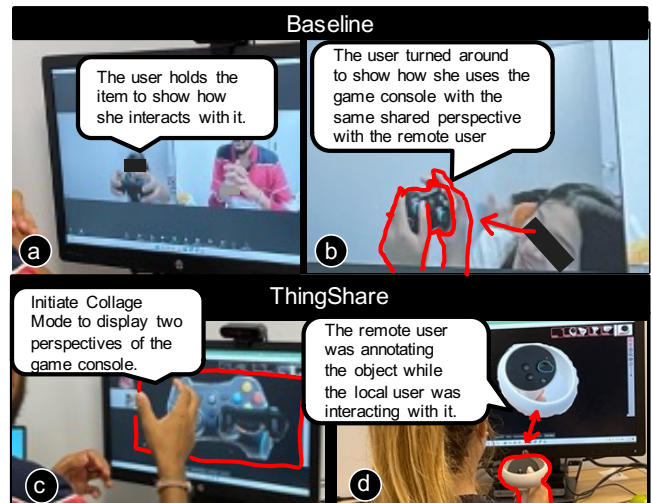 Baseline
The user holds the
item to show how
she interacts with it.
The user turned around
to show how she uses the
game console with the
same shared perspective
with the remote user
a
b
ThingShare
Initiate Collage
Mode to display two
perspectives of the
game console.
The remote user
was annotating
the object while
the local user was
interacting with it.
c
d